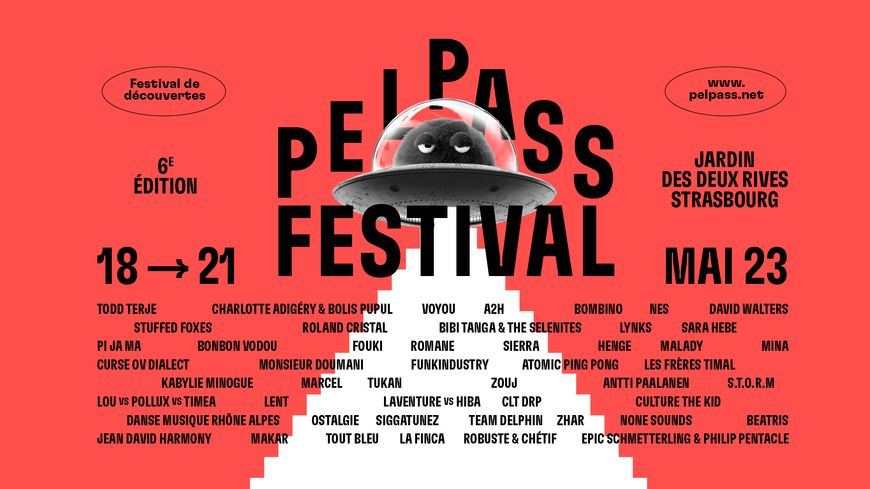 Festival de
découvertes
6E
ÉDITION
PELPASS
FESTIVAL
www.
pelpass.net
JARDIN
DES DEUX RIVES
STRASBOURG
18 → 21
MAI 23
TODD TERJE CHARLOTTE ADIGÉRY & BOLIS PUPUL VOYOU A2H BOMBINO NES DAVID WALTERS
STUFFED FOXES ROLAND CRISTAL BIBI TANGA & THE SELENITES LYNKS SARA HEBE
PI JA MA BONBON VODOU FOUKI ROMANE SIERRA HENGE MALADY MINA
CURSE OV DIALECT MONSIEUR DOUMANI FUNKINDUSTRY ATOMIC PING PONG LES FRÈRES TIMAL
KABYLIE MINOGUE MARCEL TUKAN ZOUJ ANTTI PAALANEN S.T.O.R.M
LOU VS POLLUX VS TIMEA LENT LAVENTURE VS HIBA CLT DRP CULTURE THE KID
DANSE MUSIQUE RHÔNE ALPES OSTALGIE SIGGATUNEZ TEAM DELPHIN ZHAR NONE SOUNDS BEATRIS
JEAN DAVID HARMONY MAKAR TOUT BLEU LA FINCA ROBUSTE & CHÉTIF EPIC SCHMETTERLING & PHILIP PENTACLE